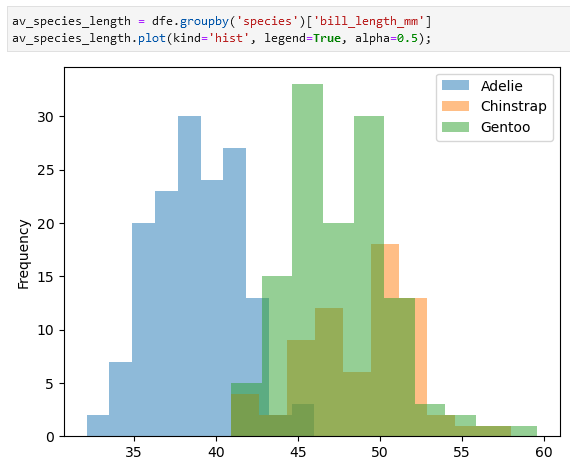 av_species_length = dfe.groupby('species')['bill_length_mm']
av_species_length.plot(kind='hist', legend=True, alpha=0.5);
Adelie
Chinstrap
Gentoo
30
25
20
15
10
5
0
Frequency
35 40 45 50 55 60